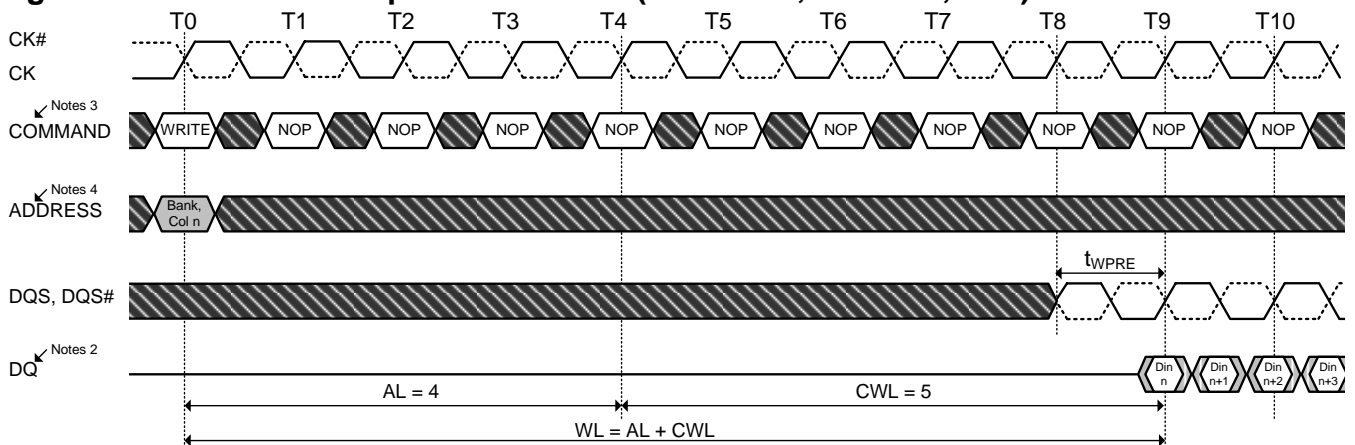 T0 T1 T2 T3 T4 T5 T6 T7 T8 T9 T10
CK#
CK
Notes 3
COMMAND
WRITE NOP NOP NOP NOP NOP NOP NOP NOP NOP NOP
Notes 4
ADDRESS
Bank,
Col n
tWPRE
DQS, DQS#
Notes 2
DQ
Din Din Din Din
n n+1 n+2 n+3
AL = 4 CWL = 5
WL = AL + CWL